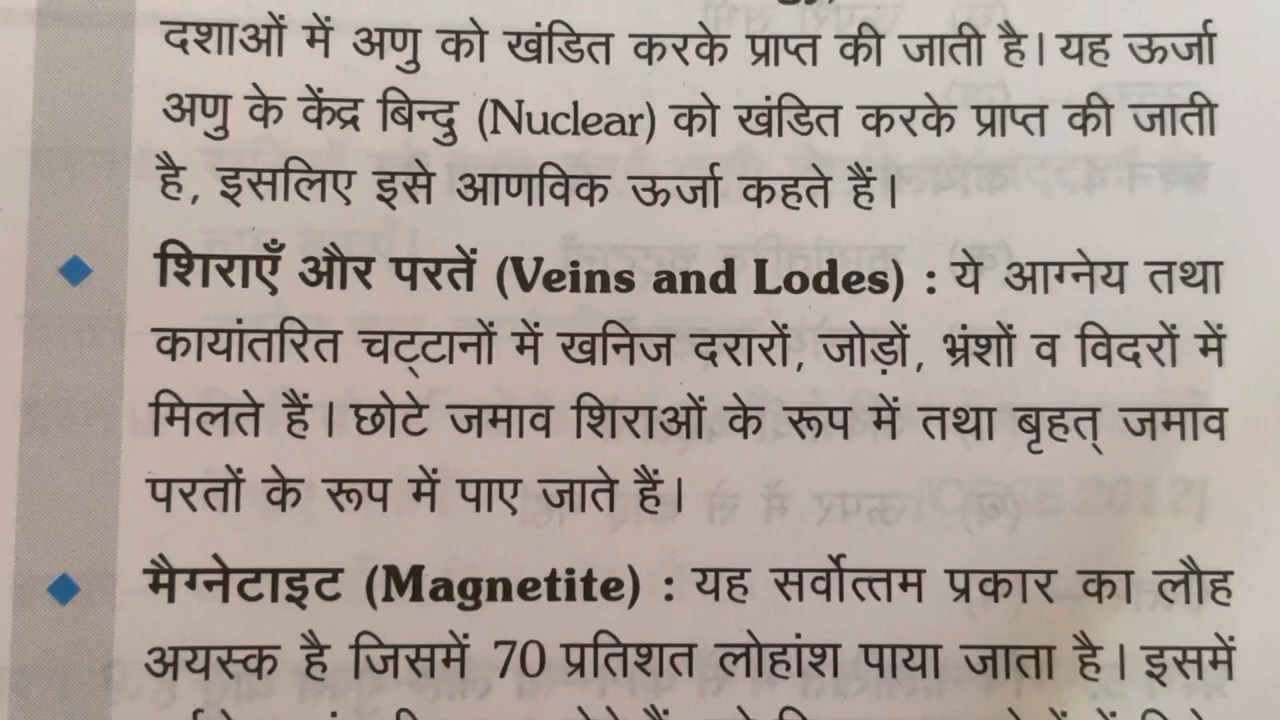 दशाओं में अणु को खंडित करके प्राप्त की जाती है। यह ऊर्जा
अणु के केंद्र बिन्दु (Nuclear) को खंडित करके प्राप्त की जाती
है, इसलिए इसे आणविक ऊर्जा कहते हैं।
शिराएँ और परतें (Veins and Lodes) : ये आग्नेय तथा
कायांतरित चट्टानों में खनिज दरारों, जोड़ों, भ्रंशों व विदरों में
मिलते हैं। छोटे जमाव शिराओं के रूप में तथा बृहत् जमाव
परतों के रूप में पाए जाते हैं।
मैग्नेटाइट (Magnetite) : यह सर्वोत्तम प्रकार का लौह
अयस्क है जिसमें 70 प्रतिशत लोहांश पाया जाता है। इसमें